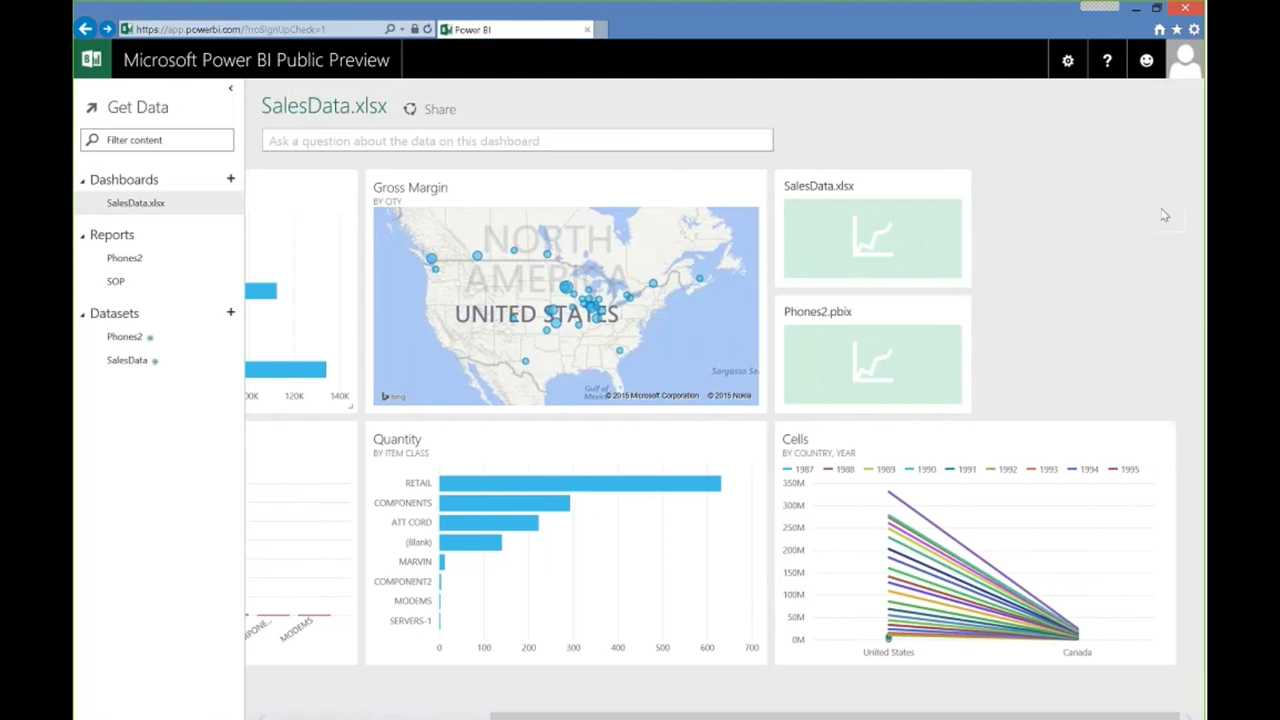 https://app.powerbi.com/?noSignUpCheck=1
Power BI
Microsoft Power BI Public Preview
?
Get Data
Filter content
Dashboards
SalesData.xlsx
Reports
Phones2
SOP
Datasets
Phones2
SalesData
SalesData.xlsx
Share
Ask a question about the data on this dashboard
120K 140K
MODEMS
Gross Margin
BY CITY
NORTH
AMERICA
UNITED STATES
Sargasso Se
Gulf of
Mexico
bing
© 2015 Microsoft Corporation © 2015 Nokia
SalesData.xlsx
Phones2.pbix
Quantity
BY ITEM CLASS
RETAIL
COMPONENTS
ATT CORD
(Blank)
MARVIN
COMPONENT2
MODEMS
SERVERS-1
0 100 200 300 400 500 600 700
Cells
BY COUNTRY, YEAR
1987 1988 1989 1990 1991 1992 1993 1994 1995
350M
300M
250M
200M
150M
100M
50M
0M
United States Canada